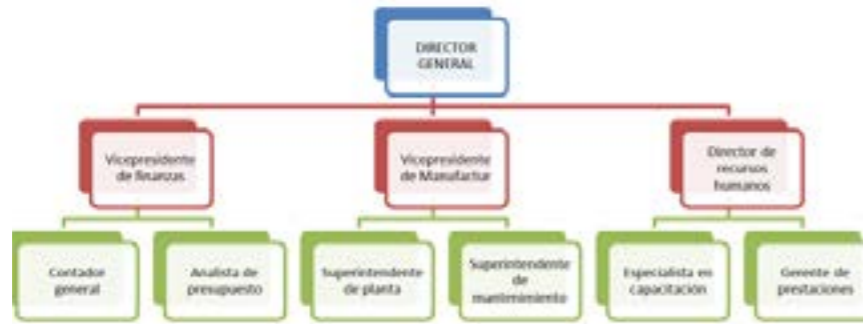 DIRECTOR
GENERAL
Vicepresidente
de finanzas
Vicepresidente
de Manufactur
Director de
recursos
humanos
Contador
general
Analista de
presupuesto
Superintendente
de planta
Superintendente
de
mantenimiento
Especialista en
capacitación
Gerente de
prestaciones